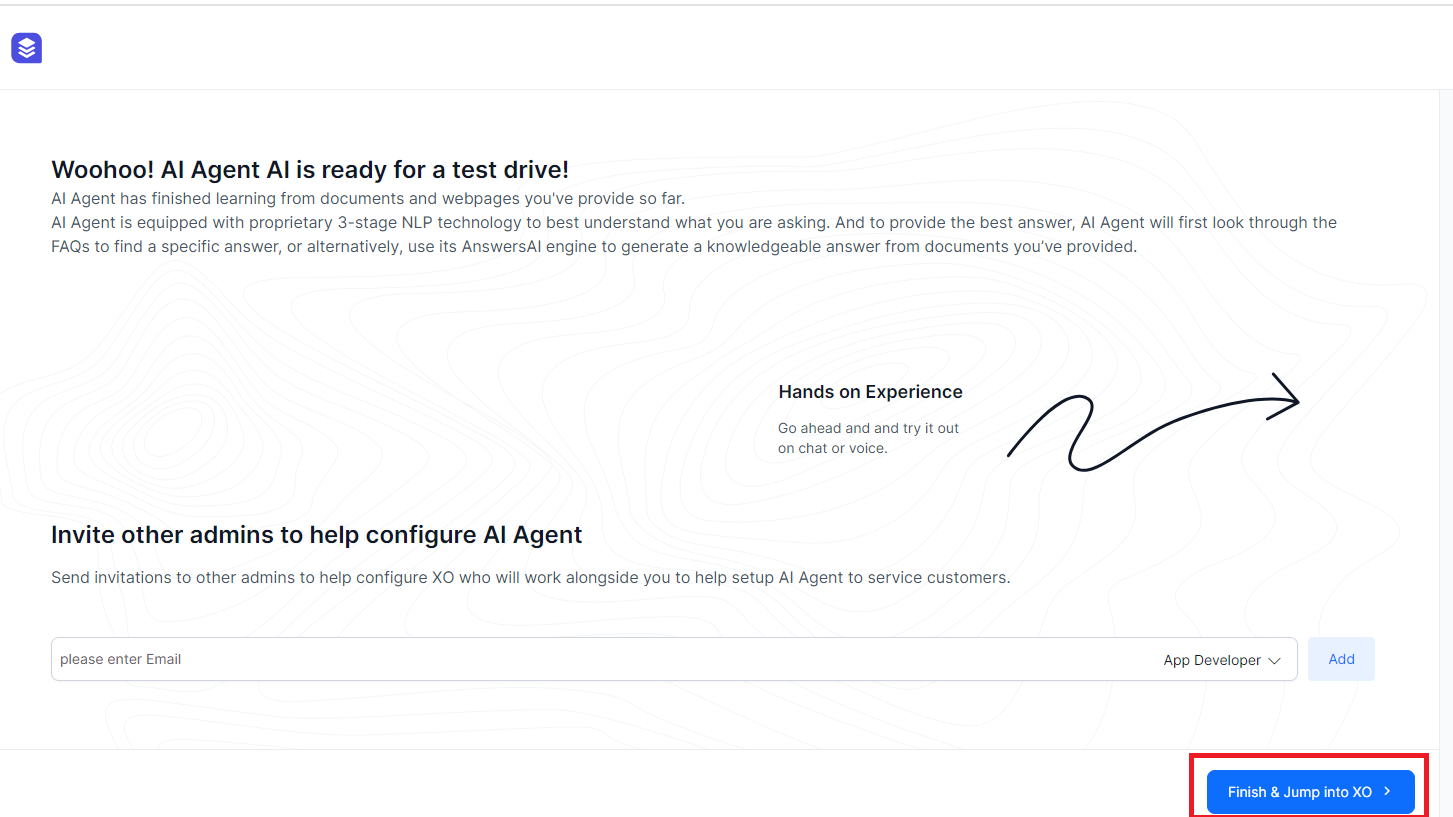 Woohoo! AI Agent AI is ready for a test drive!
AI Agent has finished learning from documents and webpages you've provide so far.
AI Agent is equipped with proprietary 3-stage NLP technology to best understand what you are asking. And to provide the best answer, AI Agent will first look through the
FAQs to find a specific answer, or alternatively, use its AnswersAI engine to generate a knowledgeable answer from documents you’ve provided.
Hands on Experience
Go ahead and and try it out
on chat or voice.
Invite other admins to help configure AI Agent
Send invitations to other admins to help configure XO who will work alongside you to help setup AI Agent to service customers.
please enter Email
App Developer
Add
Finish & Jump into XO